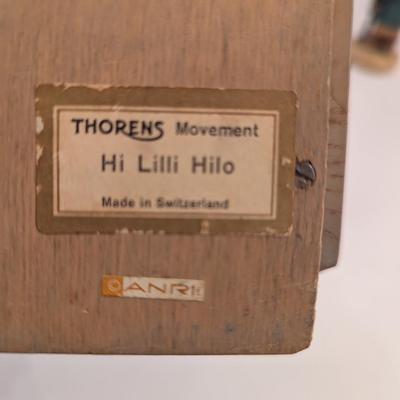 THORENS Movement
Hi Lilli Hilo
Made in Switzerland
ANRI